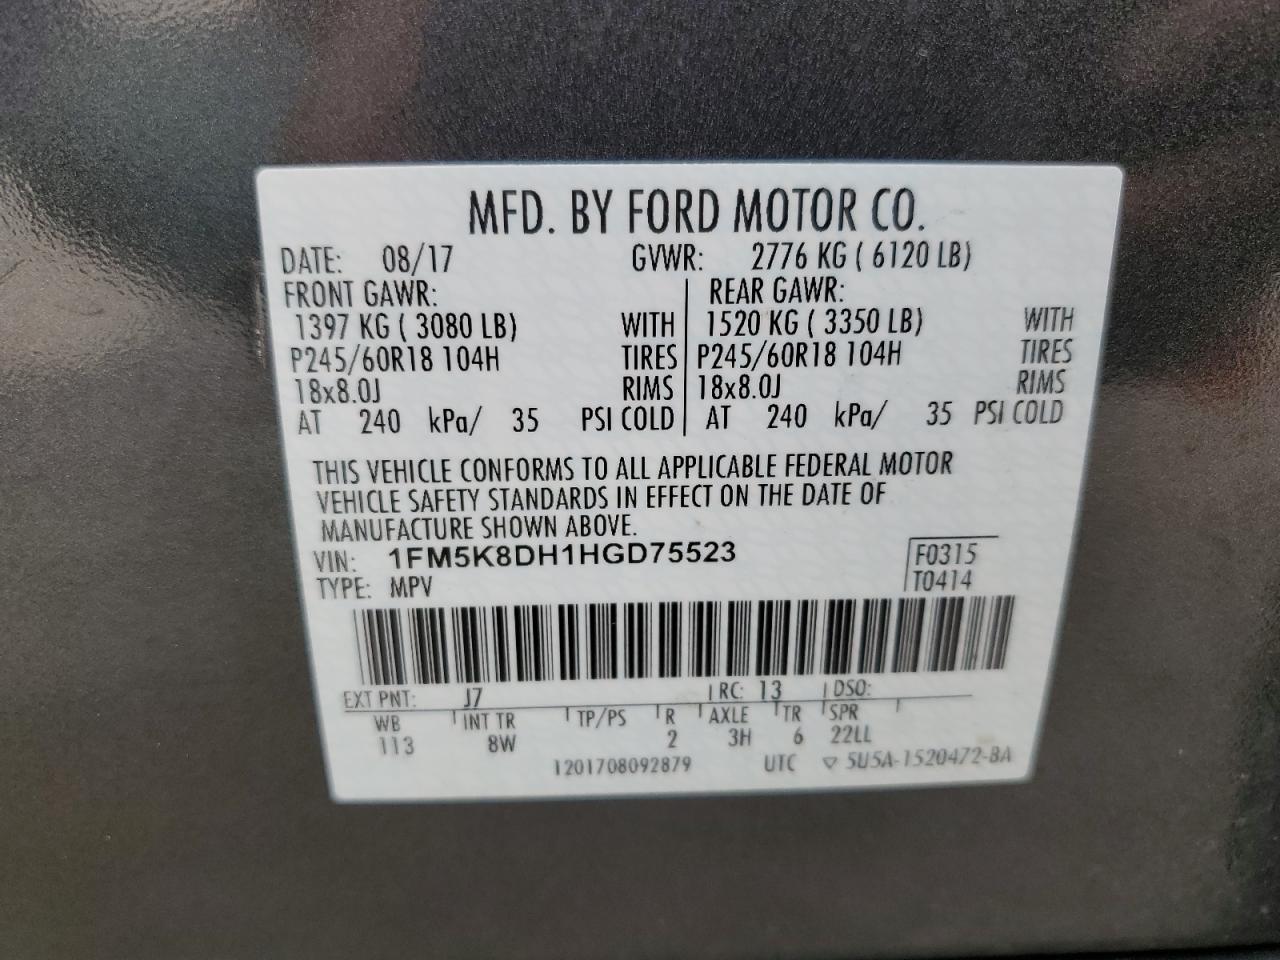 MFD. BY FORD MOTOR CO.
DATE: 08/17 GVWR: 2776 KG ( 6120 LB)
FRONT GAWR: REAR GAWR:
1397 KG ( 3080 LB) WITH 1520 KG ( 3350 LB) WITH
P245/60R18 104H TIRES P245/60R18 104H TIRES
18x8.0J RIMS 18x8.0J RIMS
AT 240 kPa/ 35 PSI COLD AT 240 kPa/ 35 PSI COLD
THIS VEHICLE CONFORMS TO ALL APPLICABLE FEDERAL MOTOR
VEHICLE SAFETY STANDARDS IN EFFECT ON THE DATE OF
MANUFACTURE SHOWN ABOVE.
VIN: 1FM5K8DH1HGD75523 F0315
TYPE: MPV T0414
EXT PNT: J7 RC: 13 DSO:
WB INT TR TP/PS R AXLE TR SPR
113 8W 2 3H 6 22LL
1201708092879 UTC ▽ 5U5A-1520472-BA